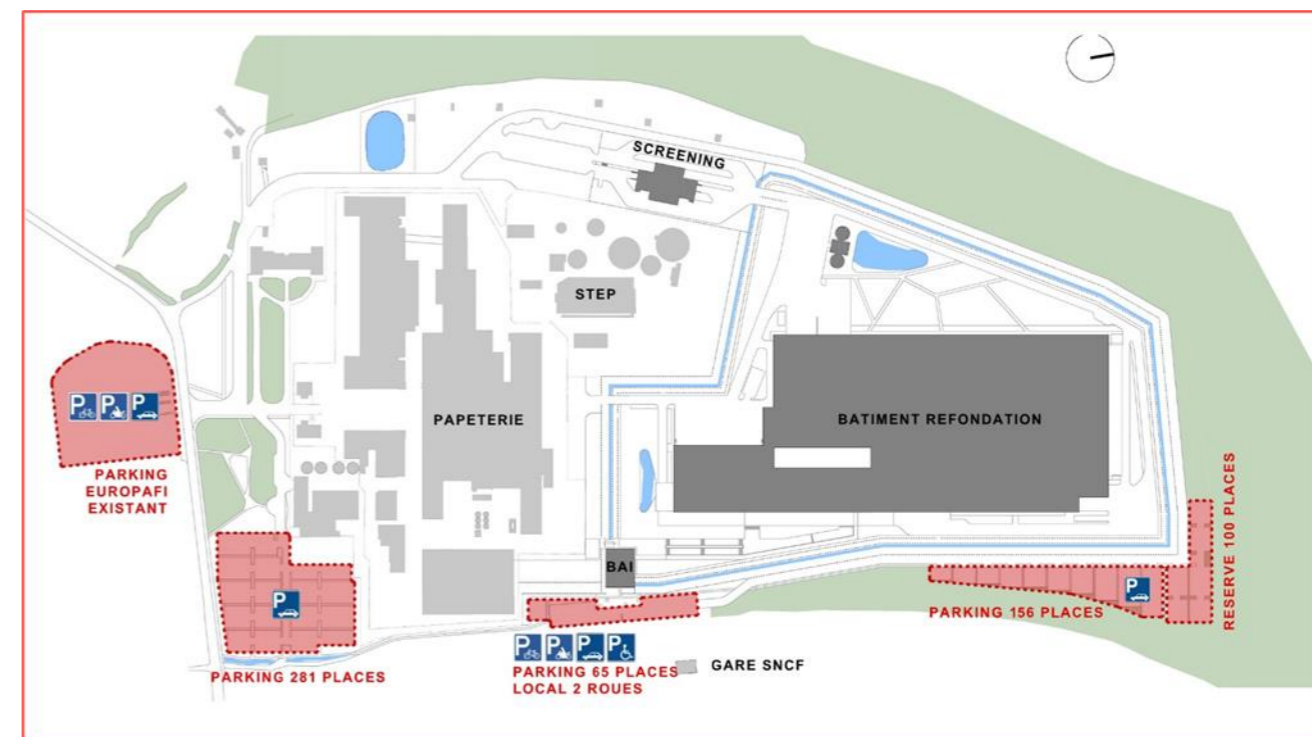 SCREENING
STEP
PAPETERIE
BATIMENT REFONDATION
P P P
PARKING
EUROPAFI
EXISTANT
BAI
P
P
RESERVE 100 PLACES
PARKING 156 PLACES
P P P P
GARE SNCF
PARKING 65 PLACES
LOCAL 2 ROUES
PARKING 281 PLACES